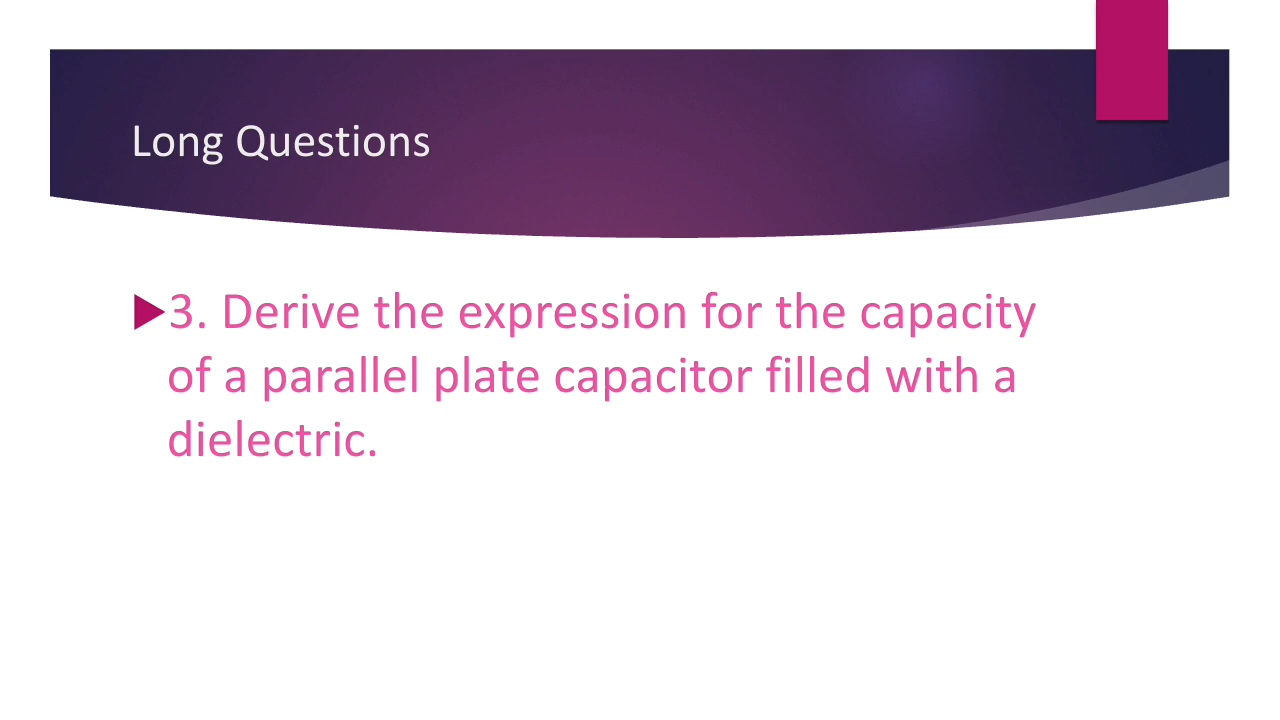 Long Questions
3. Derive the expression for the capacity
of a parallel plate capacitor filled with a
dielectric.